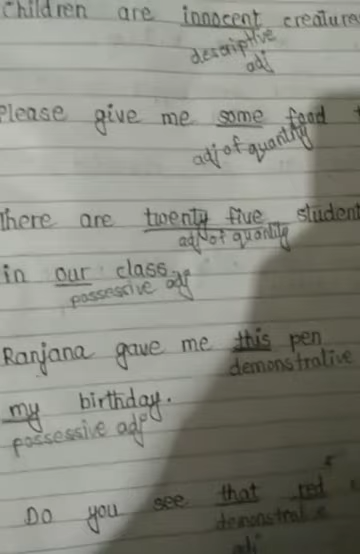 Children are innocent creature
descriptive
adj
Please give me some food
adj of quantity
There are twenty five student
adj of quantity
in our class.
possessive adj
Ranjana gave me this pen
demonstrative
my birthday.
possessive adj
Do you see that red
demonstrative
adj